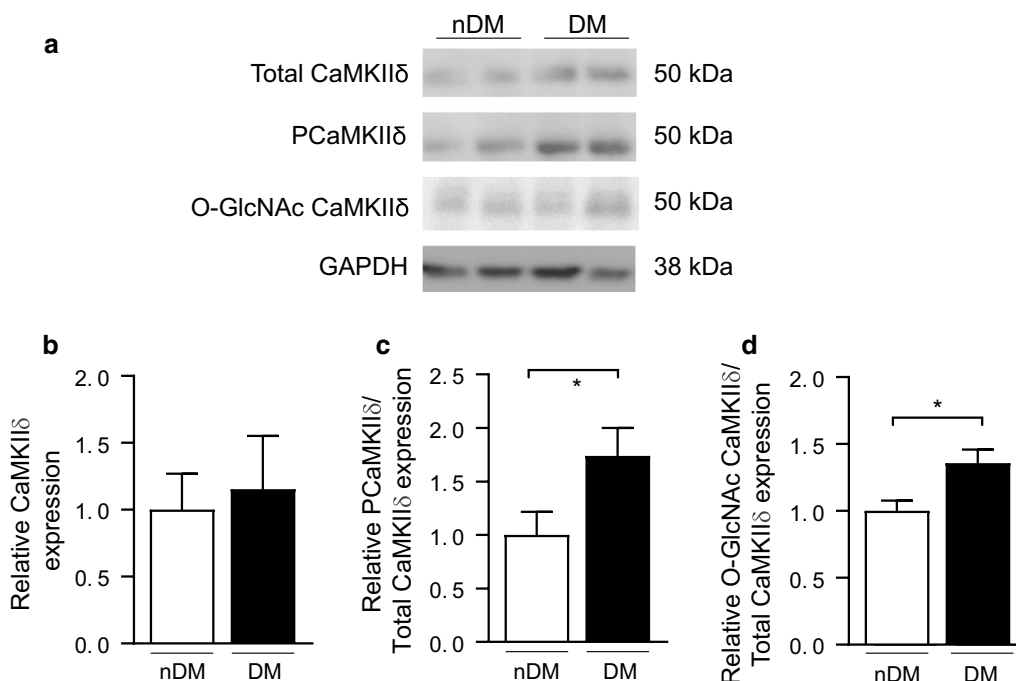 a
nDM DM
Total CaMKIIδ 50 kDa
PCaMKIIδ 50 kDa
O-GlcNAc CaMKIIδ 50 kDa
GAPDH 38 kDa
b
Relative CaMKIIδ
expression
2.0
1.5
1.0
0.5
0.0
nDM DM
c
Relative PCaMKIIδ/
Total CaMKIIδ expression
2.5
2.0
1.5
1.0
0.5
0.0
*
nDM DM
d
Relative O-GlcNAc CaMKIIδ/
Total CaMKIIδ expression
2.0
1.5
1.0
0.5
0.0
*
nDM DM